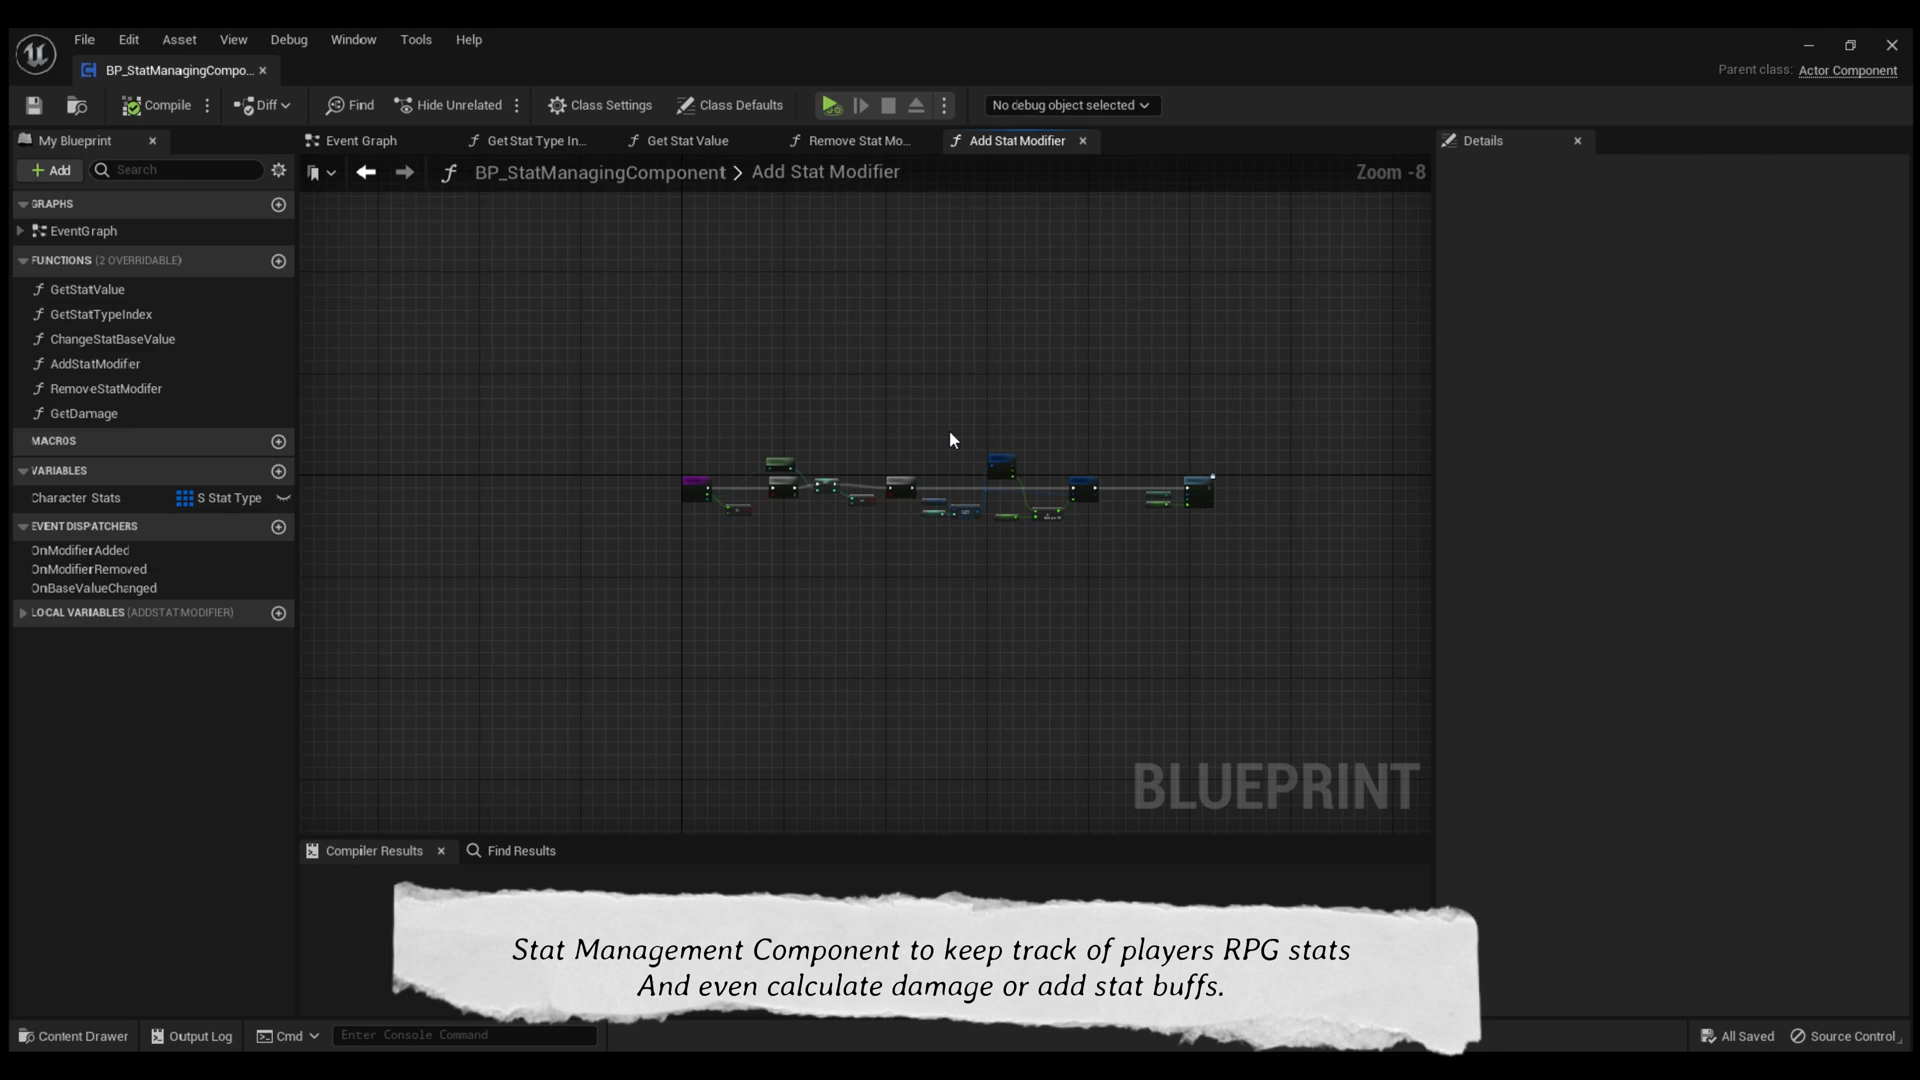 File Edit Asset View Debug Window Tools Help
BP_StatManagingCompo...
Parent class: Actor Component
Compile Diff Find Hide Unrelated Class Settings Class Defaults No debug object selected
My Blueprint Event Graph Get Stat Type In... Get Stat Value Remove Stat Mo... Add Stat Modifier Details
Add Search BP_StatManagingComponent > Add Stat Modifier Zoom -8
GRAPHS
EventGraph
FUNCTIONS (2 OVERRIDABLE)
GetStatValue
GetStatTypeIndex
ChangeStatBaseValue
AddStatModifier
RemoveStatModifer
GetDamage
MACROS
VARIABLES
Character Stats S Stat Type
EVENT DISPATCHERS
OnModifierAdded
OnModifierRemoved
OnBaseValueChanged
LOCAL VARIABLES (ADDSTAT MODIFIER)
BLUEPRINT
Compiler Results Find Results
Stat Management Component to keep track of players RPG stats
And even calculate damage or add stat buffs.
Content Drawer Output Log Cmd Enter Console Command All Saved Source Control